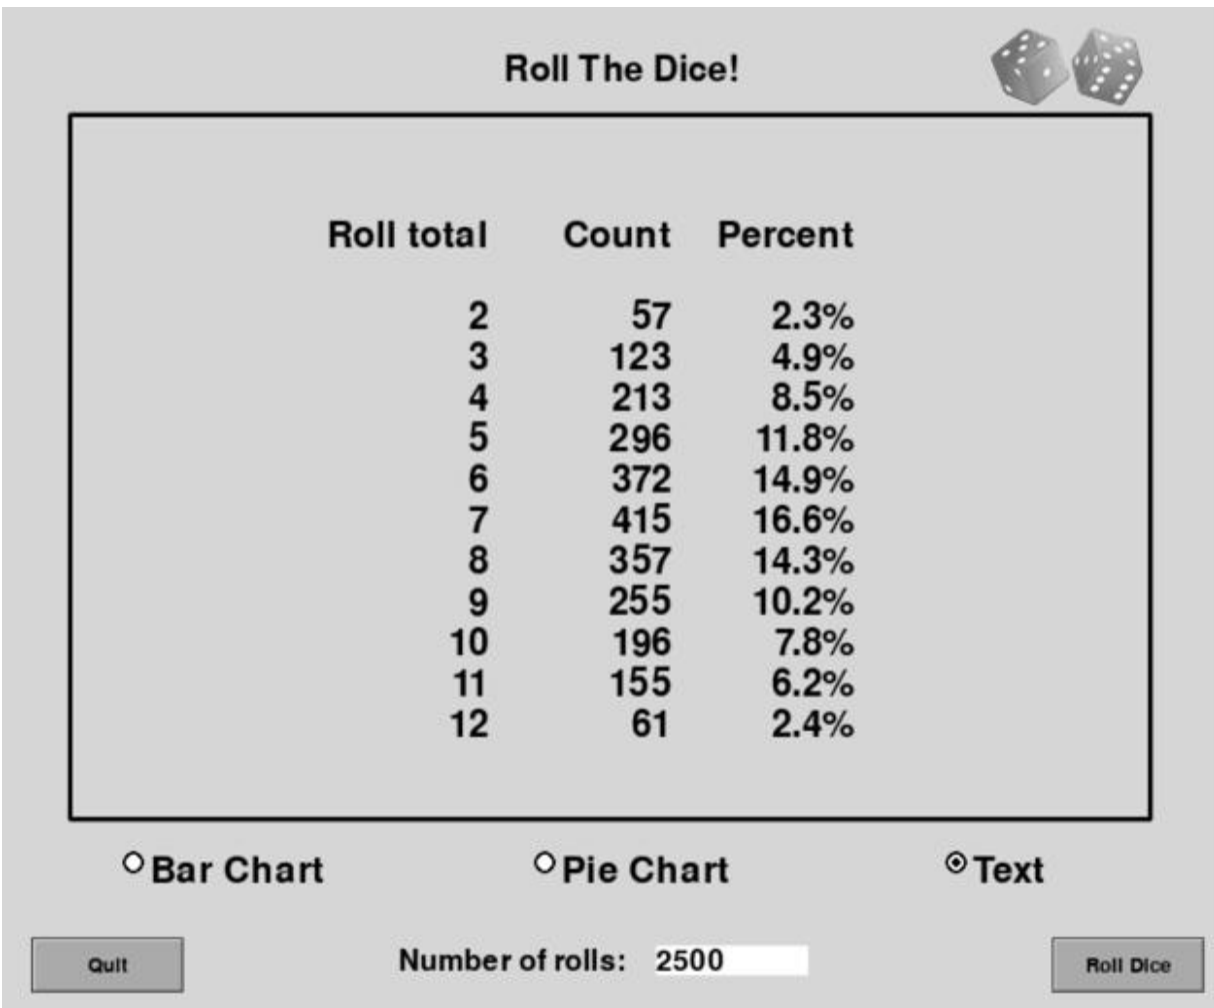 Roll The Dice!
Roll total Count Percent
2 57 2.3%
3 123 4.9%
4 213 8.5%
5 296 11.8%
6 372 14.9%
7 415 16.6%
8 357 14.3%
9 255 10.2%
10 196 7.8%
11 155 6.2%
12 61 2.4%
Bar Chart Pie Chart Text
Quit Number of rolls: 2500 Roll Dice